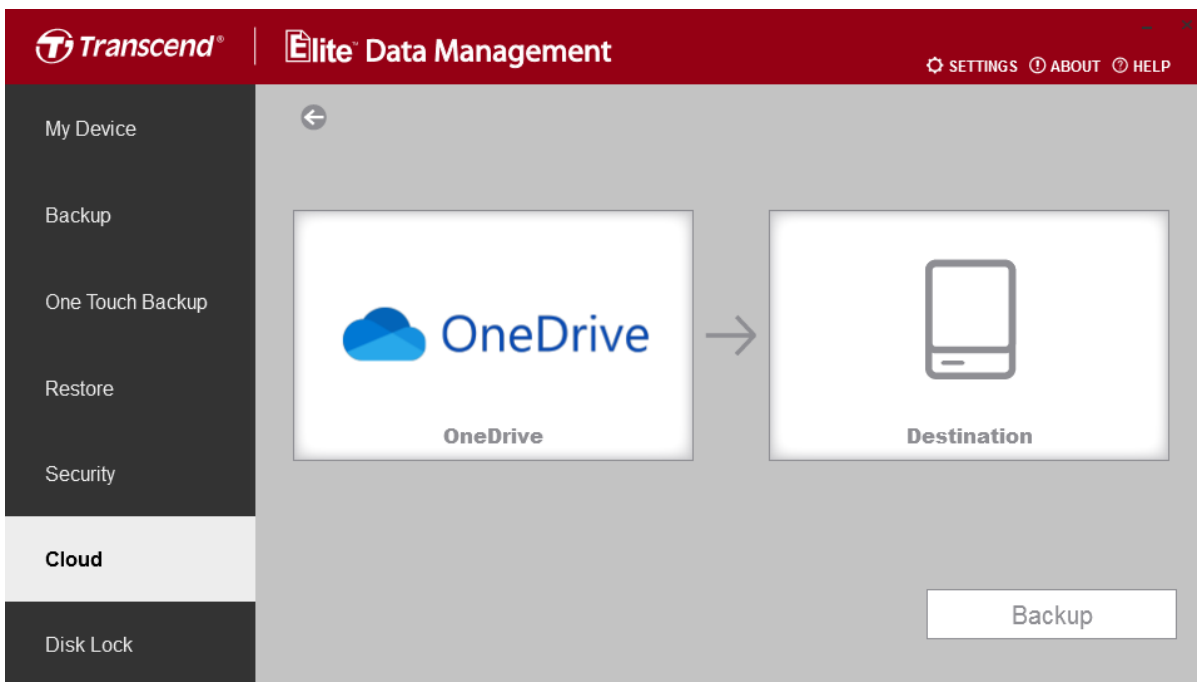 Transcend®
Elite™ Data Management
SETTINGS ABOUT HELP
My Device
Backup
One Touch Backup
Restore
Security
Cloud
Disk Lock
OneDrive
OneDrive
Destination
Backup